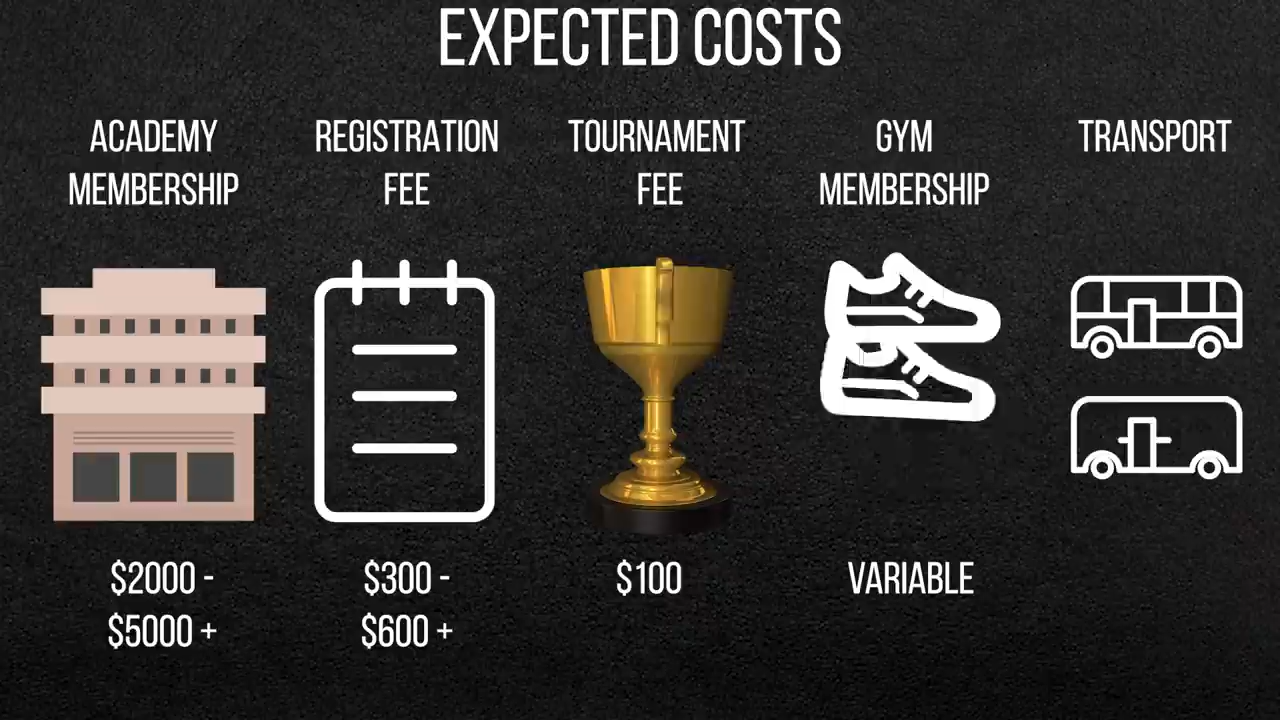 EXPECTED COSTS
ACADEMY
MEMBERSHIP
REGISTRATION
FEE
TOURNAMENT
FEE
GYM
MEMBERSHIP
TRANSPORT
$2000 -
$5000 +
$300 -
$600 +
$100
VARIABLE